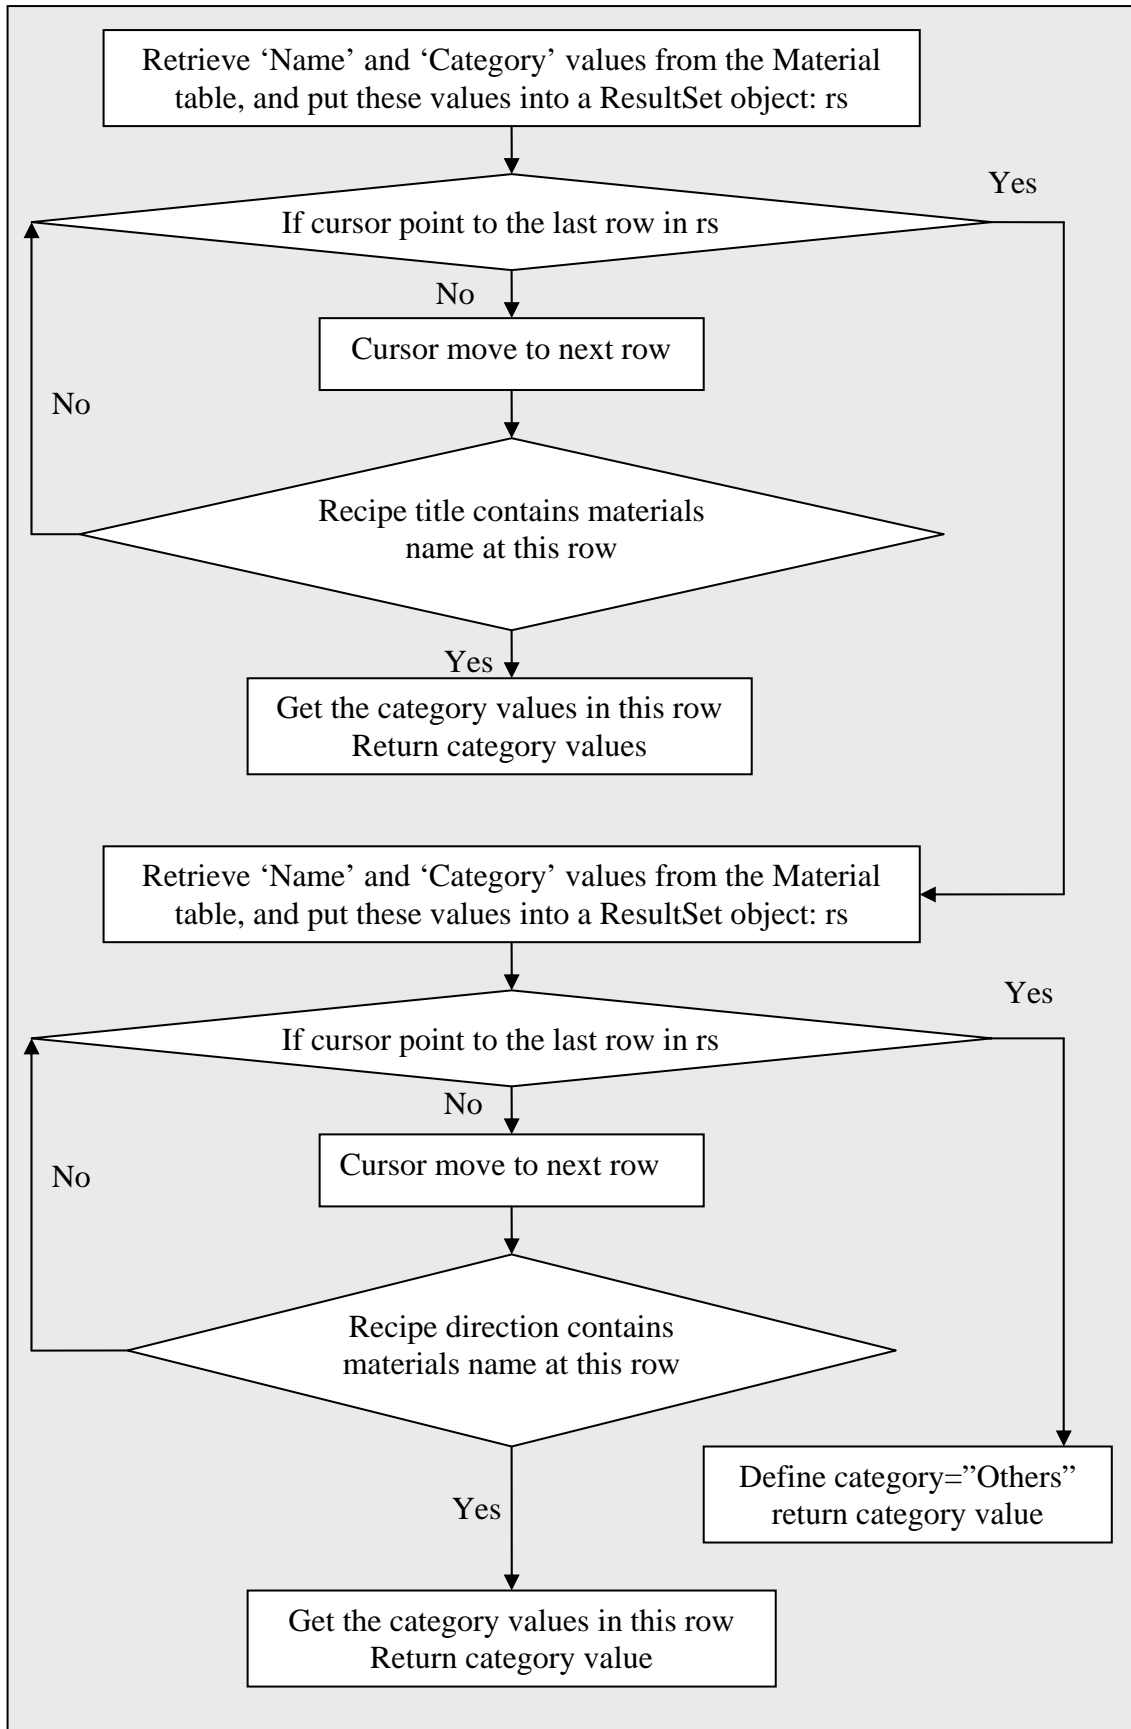 Retrieve ‘Name’ and ‘Category’ values from the Material
table, and put these values into a ResultSet object: rs
Yes
If cursor point to the last row in rs
No
Cursor move to next row
No
Recipe title contains materials
name at this row
Yes
Get the category values in this row
Return category values
Retrieve ‘Name’ and ‘Category’ values from the Material
table, and put these values into a ResultSet object: rs
Yes
If cursor point to the last row in rs
No
Cursor move to next row
No
Recipe direction contains
materials name at this row
Define category=”Others”
return category value
Yes
Get the category values in this row
Return category value